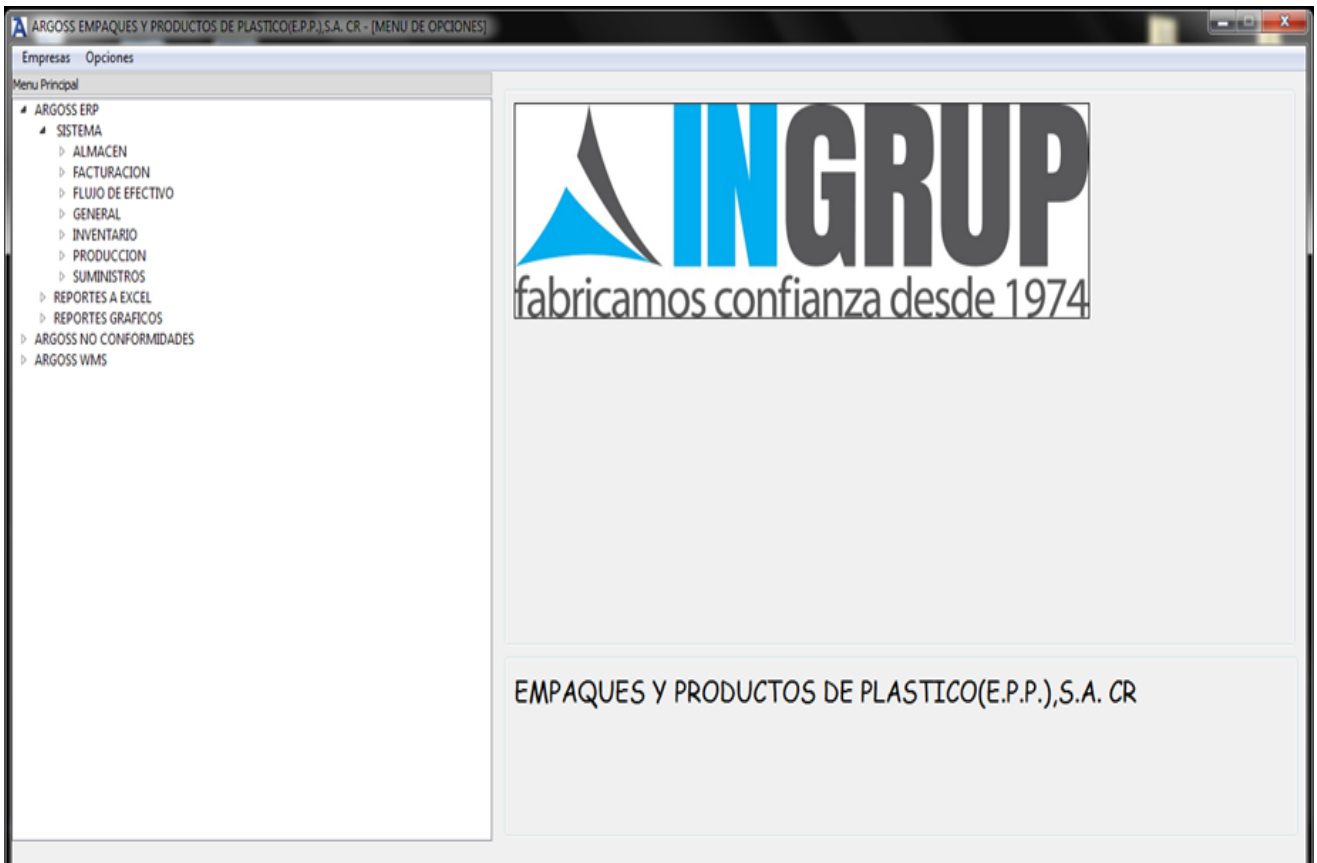 ARGOSS EMPAQUES Y PRODUCTOS DE PLASTICO(E.P.P.),S.A. CR - [MENU DE OPCIONES]
Empresas Opciones
Menu Principal
ARGOSS ERP
SISTEMA
ALMACEN
FACTURACION
FLUJO DE EFECTIVO
GENERAL
INVENTARIO
PRODUCCION
SUMINISTROS
REPORTES A EXCEL
REPORTES GRAFICOS
ARGOSS NO CONFORMIDADES
ARGOSS WMS
INGRUP
fabricamos confianza desde 1974
EMPAQUES Y PRODUCTOS DE PLASTICO(E.P.P.),S.A. CR